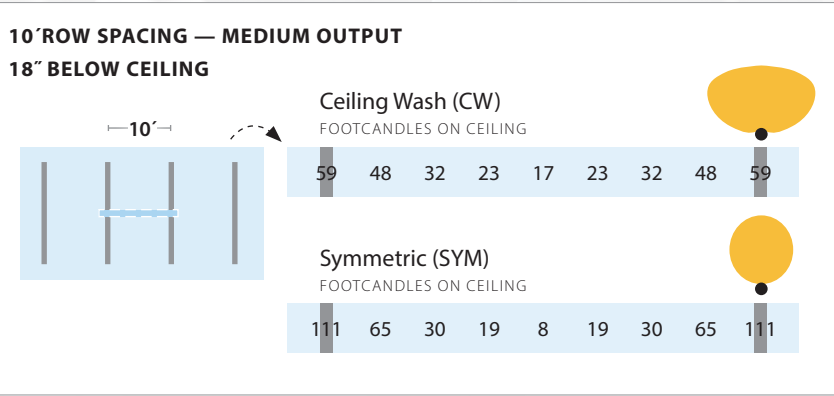 10´ROW SPACING — MEDIUM OUTPUT
18˝ BELOW CEILING
10´
Ceiling Wash (CW)
FOOTCANDLES ON CEILING
59 48 32 23 17 23 32 48 59
Symmetric (SYM)
FOOTCANDLES ON CEILING
111 65 30 19 8 19 30 65 111